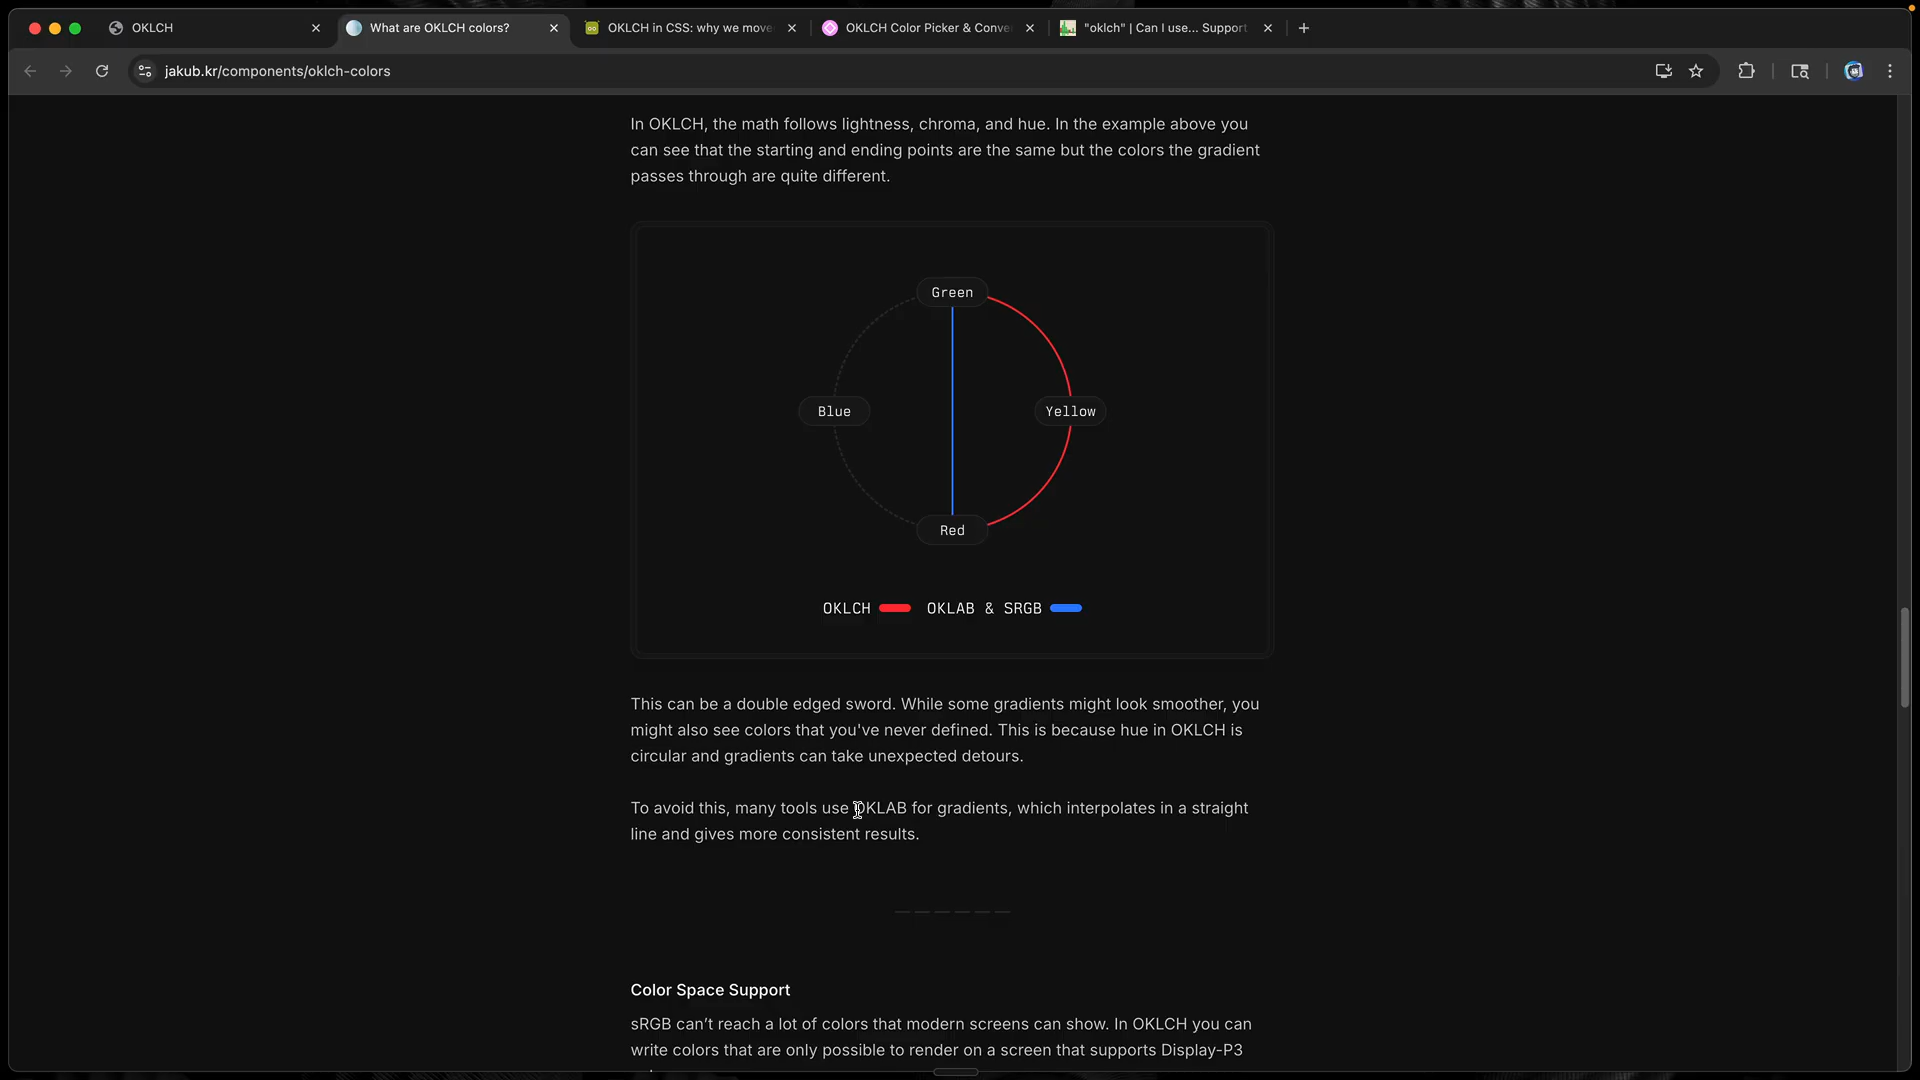 OKLCH
What are OKLCH colors?
OKLCH in CSS: why we move
OKLCH Color Picker & Conve
"oklch" | Can I use... Support
jakub.kr/components/oklch-colors
In OKLCH, the math follows lightness, chroma, and hue. In the example above you
can see that the starting and ending points are the same but the colors the gradient
passes through are quite different.
Green
Blue
Yellow
Red
OKLCH
OKLAB & SRGB
This can be a double edged sword. While some gradients might look smoother, you
might also see colors that you've never defined. This is because hue in OKLCH is
circular and gradients can take unexpected detours.
To avoid this, many tools use OKLAB for gradients, which interpolates in a straight
line and gives more consistent results.
Color Space Support
sRGB can’t reach a lot of colors that modern screens can show. In OKLCH you can
write colors that are only possible to render on a screen that supports Display-P3